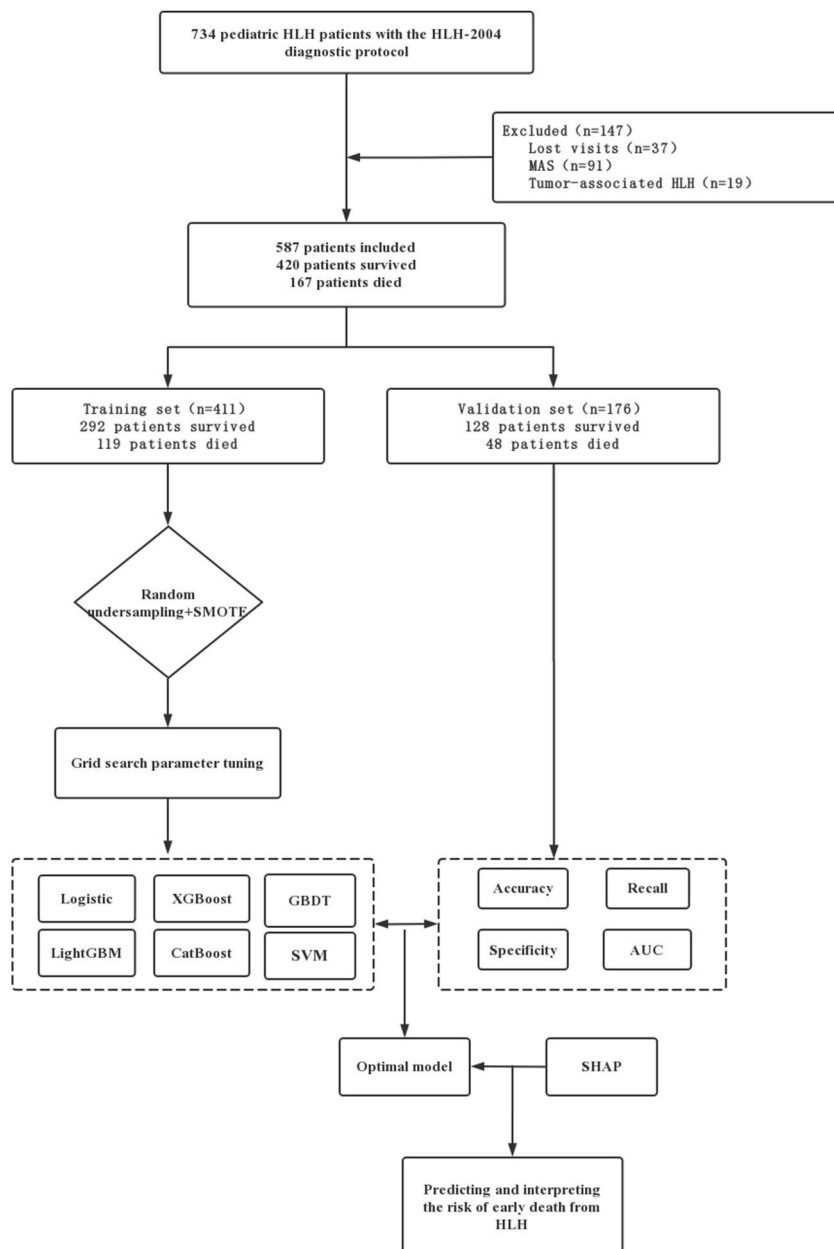 734 pediatric HLH patients with the HLH-2004
diagnostic protocol
Excluded (n=147)
Lost visits (n=37)
MAS (n=91)
Tumor-associated HLH (n=19)
587 patients included
420 patients survived
167 patients died
Training set (n=411)
292 patients survived
119 patients died
Validation set (n=176)
128 patients survived
48 patients died
Random
undersampling+SMOTE
Grid search parameter tuning
Logistic
XGBoost
GBDT
LightGBM
CatBoost
SVM
Accuracy
Recall
Specificity
AUC
Optimal model
SHAP
Predicting and interpreting
the risk of early death from
HLH